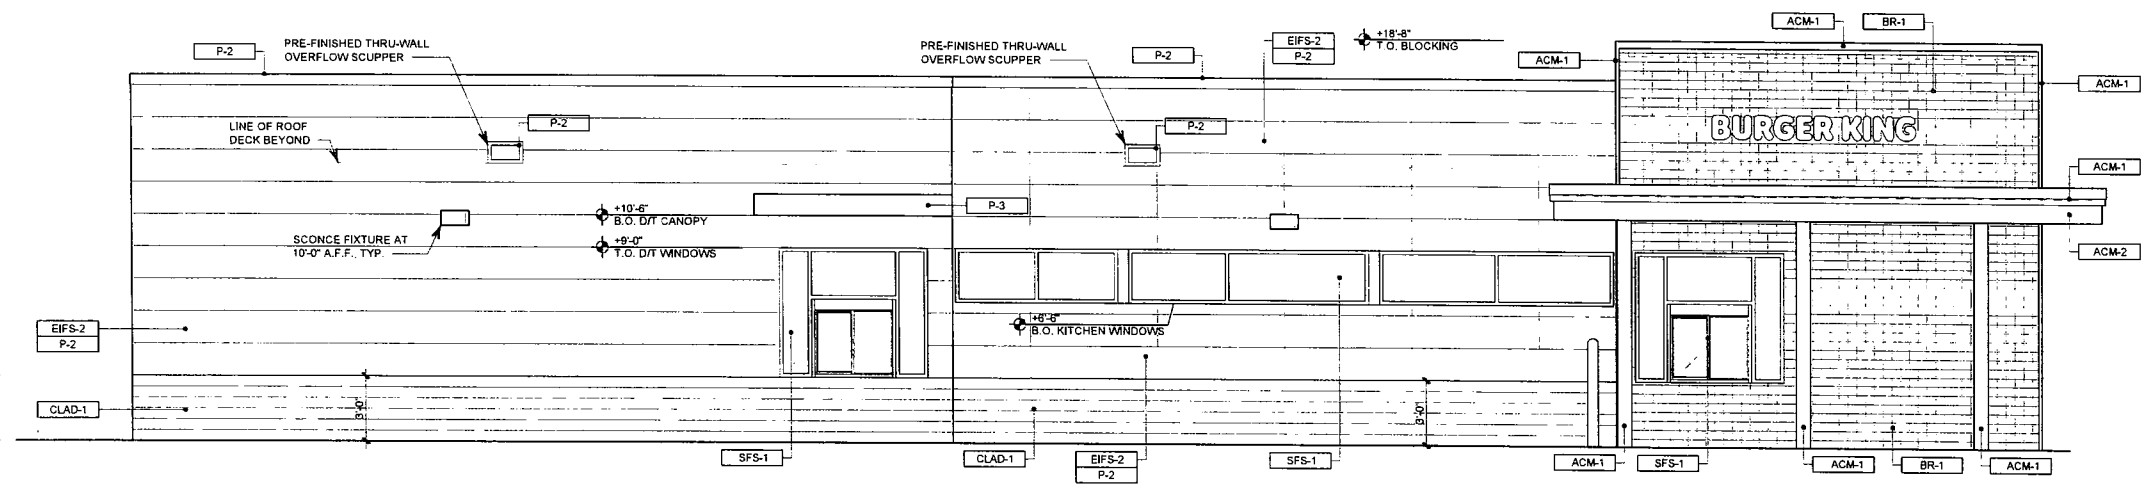 ACM-1
BR-1
P-2
PRE-FINISHED THRU-WALL
OVERFLOW SCUPPER
PRE-FINISHED THRU-WALL
OVERFLOW SCUPPER
P-2
EIFS-2
P-2
+18'-8"
T.O. BLOCKING
ACM-1
ACM-1
LINE OF ROOF
DECK BEYOND
P-2
P-2
BURGER KING
ACM-1
+10'-6"
B.O. D/T CANOPY
P-3
SCONCE FIXTURE AT
10'-0" A.F.F., TYP.
+9'-0"
T.O. D/T WINDOWS
ACM-2
EIFS-2
P-2
+6'-6"
B.O. KITCHEN WINDOWS
CLAD-1
3'-0"
3'-0"
SFS-1
CLAD-1
EIFS-2
P-2
SFS-1
ACM-1
SFS-1
ACM-1
BR-1
ACM-1